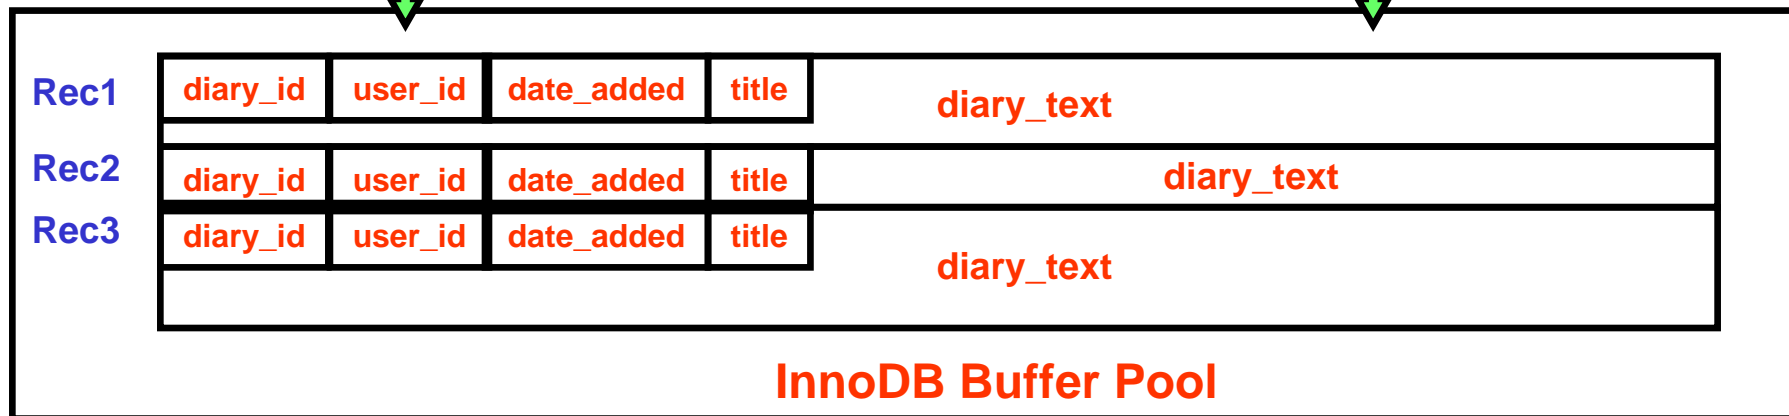 Rec1 diary_id user_id date_added title diary_text
Rec2 diary_id user_id date_added title diary_text
Rec3 diary_id user_id date_added title diary_text
InnoDB Buffer Pool